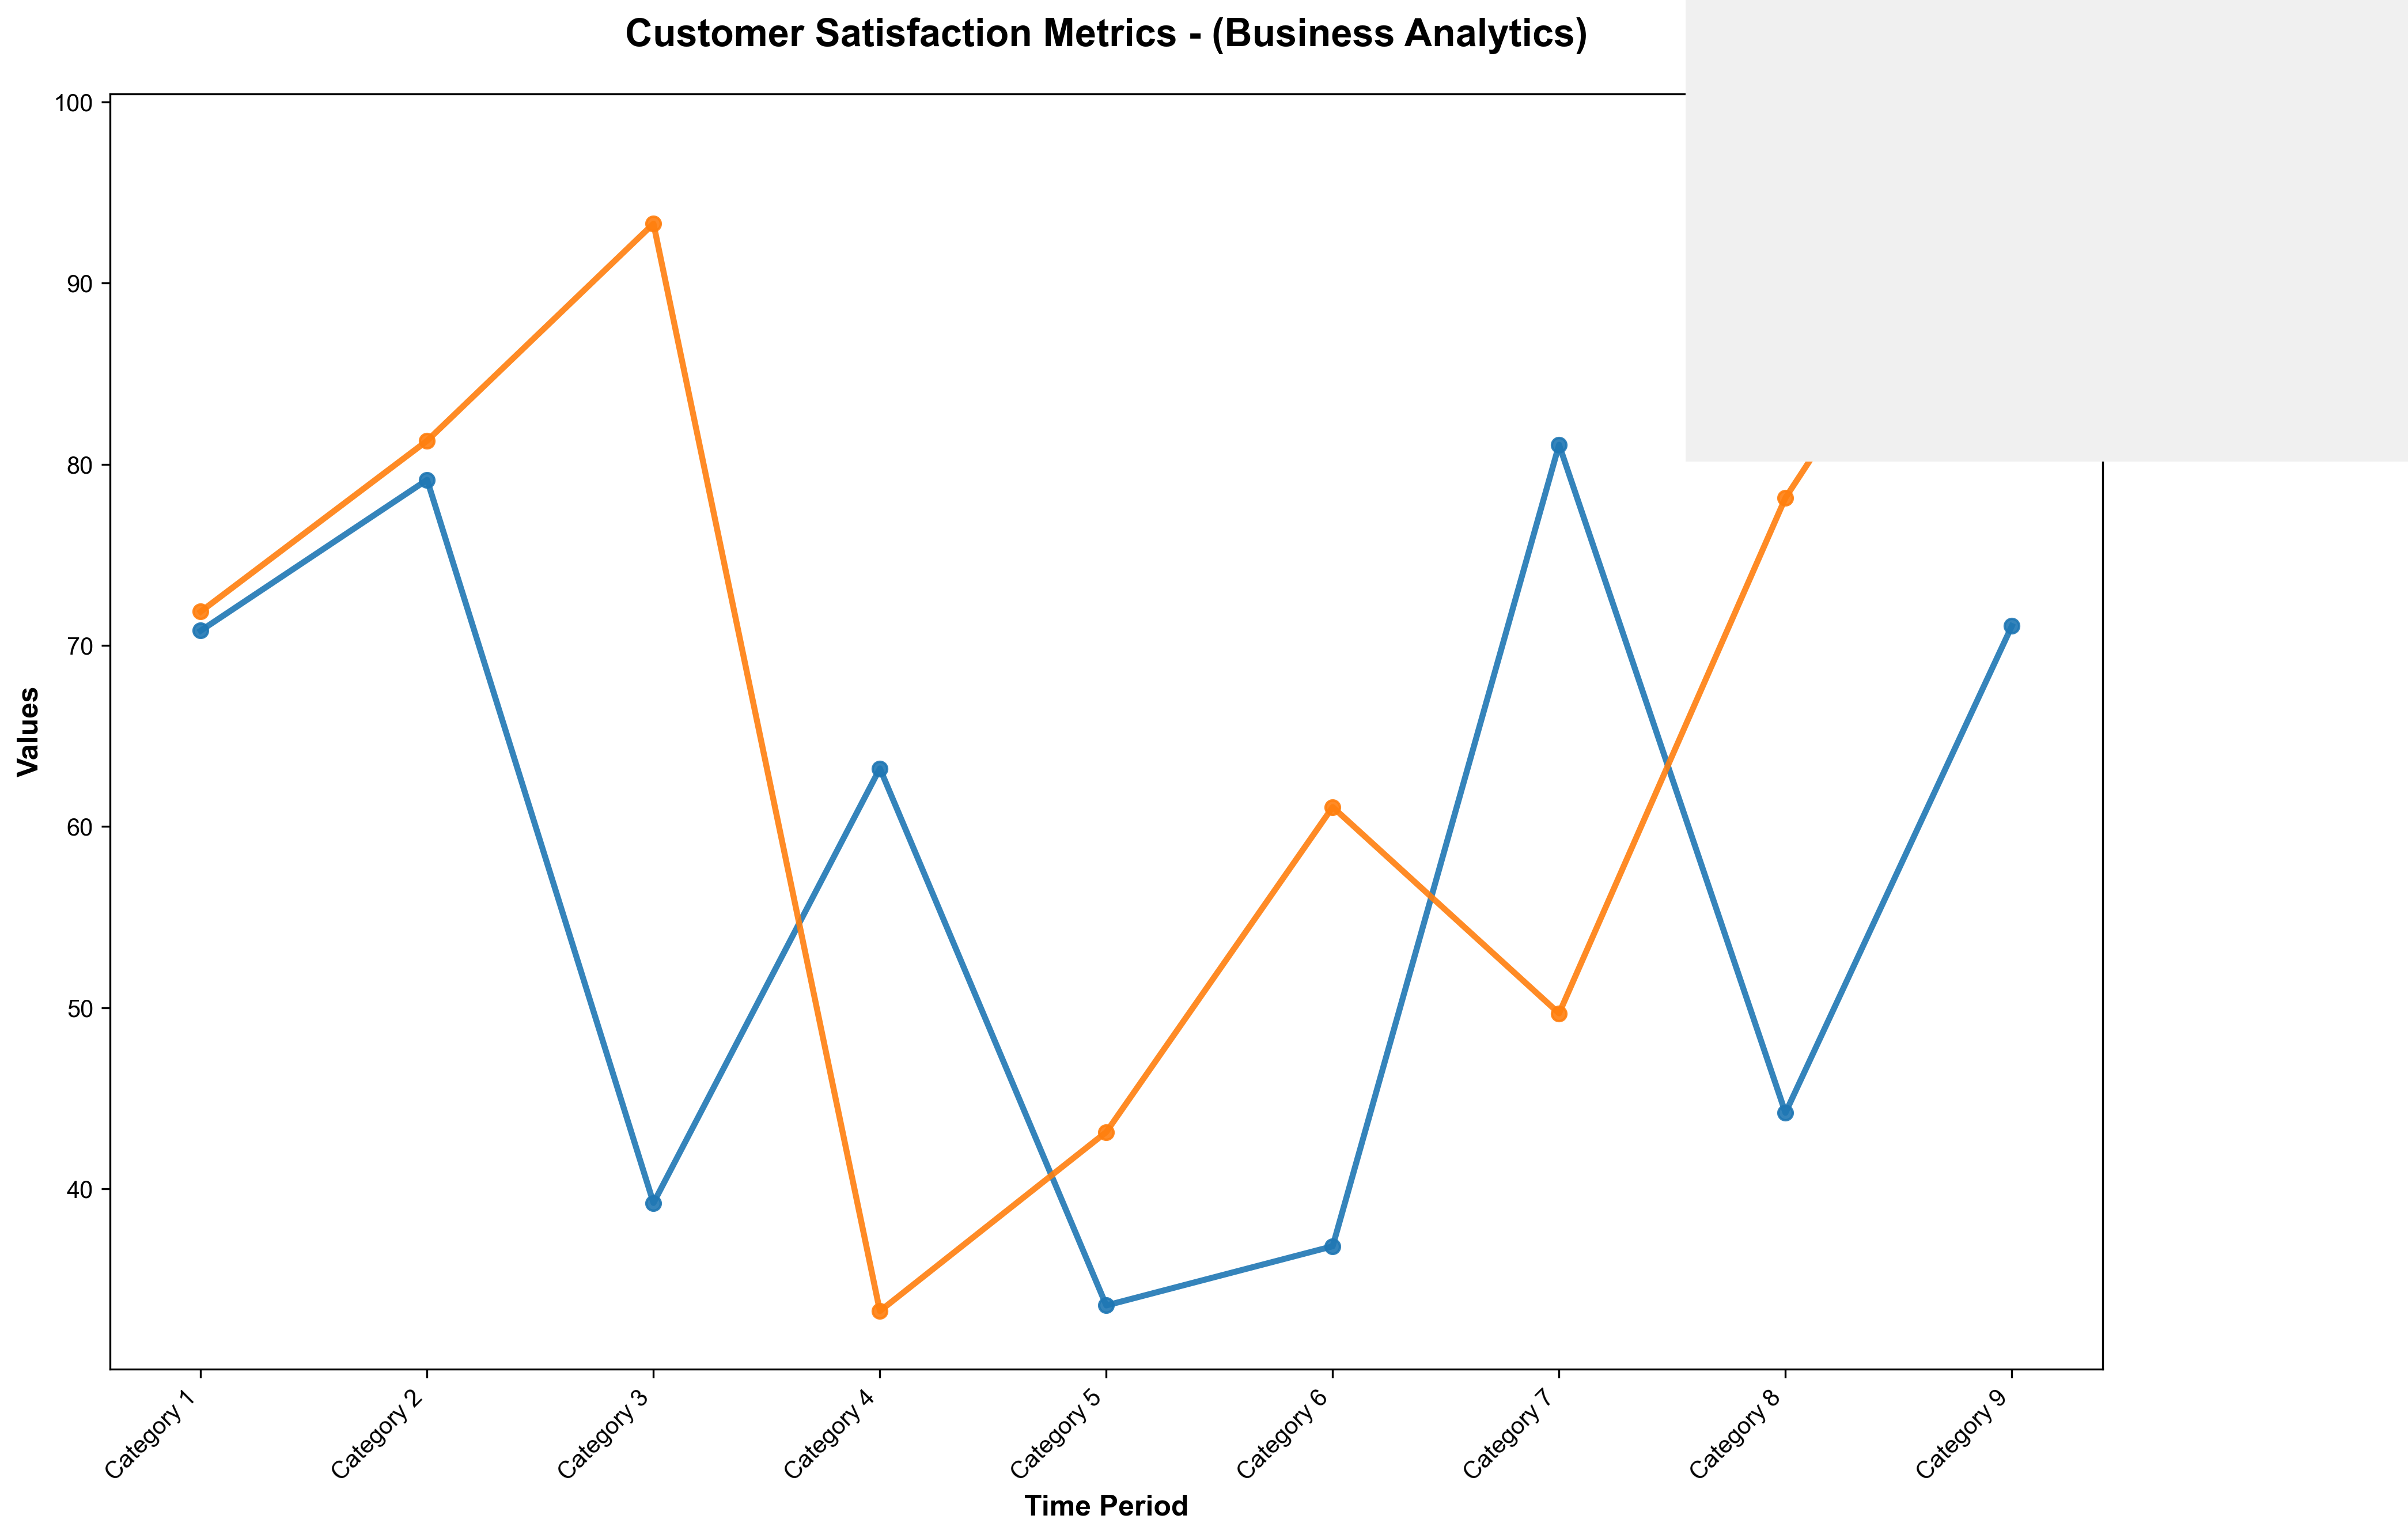 Customer Satisfaction Metrics - (Business Analytics)
100
90
80
70
60
50
40
Values
Category 1
Category 2
Category 3
Category 4
Category 5
Category 6
Category 7
Category 8
Category 9
Time Period